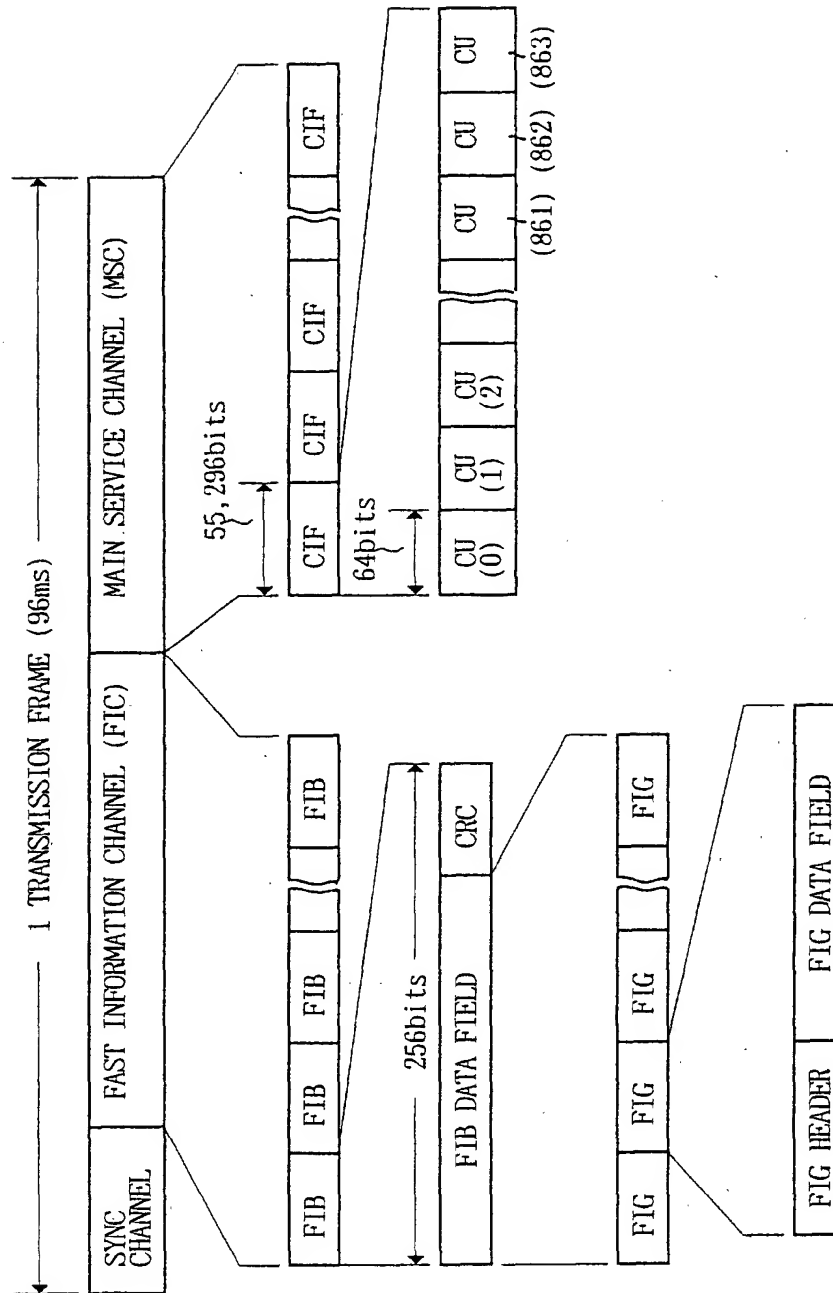 1 TRANSMISSION FRAME (96ms)
SYNC
CHANNEL
FAST INFORMATION CHANNEL (FIC)
MAIN SERVICE CHANNEL (MSC)
55,296bits
FIB
FIB
FIB
FIB
CIF
CIF
CIF
CIF
256bits
64bits
FIB DATA FIELD
CRC
CU
(0)
CU
(1)
CU
(2)
CU
CU
CU
(861)
(862)
(863)
FIG
FIG
FIG
FIG
FIG HEADER
FIG DATA FIELD